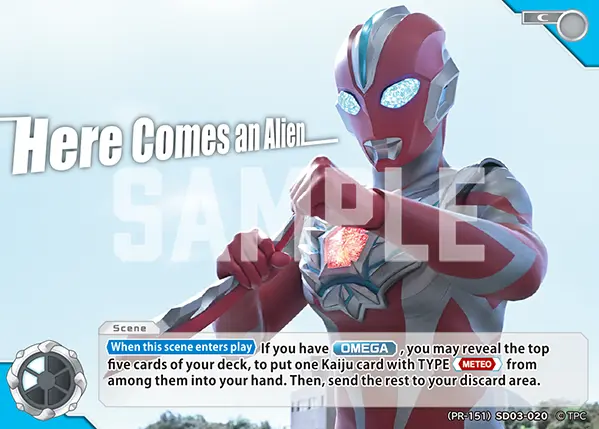 C
Here Comes an Alien
SAMPLE
Scene
When this scene enters play If you have OMEGA , you may reveal the top
five cards of your deck, to put one Kaiju card with TYPE METEO from
among them into your hand. Then, send the rest to your discard area.
(PR-151) SD03-020 ©TPC